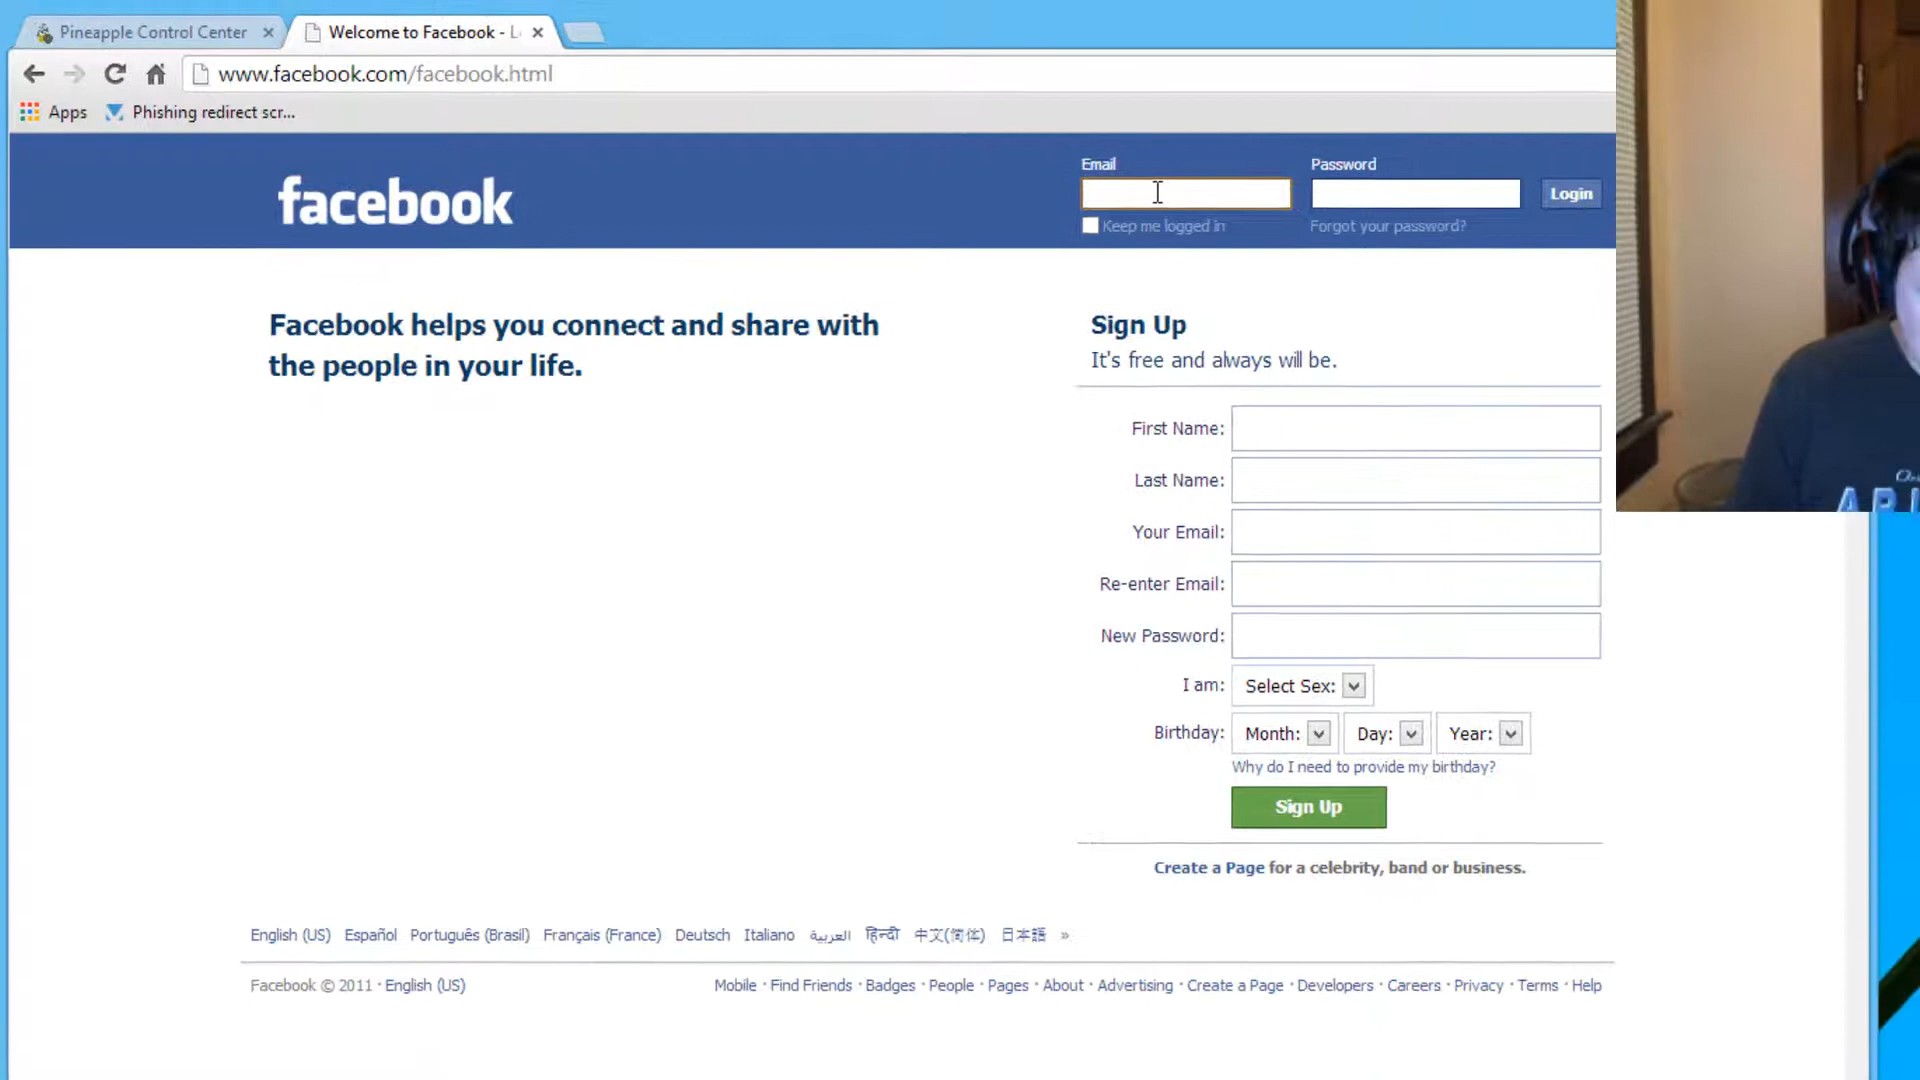 Pineapple Control Center
Welcome to Facebook - L
www.facebook.com/facebook.html
Apps
Phishing redirect scr...
facebook
Email
Password
Login
Keep me logged in
Forgot your password?
Facebook helps you connect and share with
the people in your life.
Sign Up
It's free and always will be.
First Name:
Last Name:
Your Email:
Re-enter Email:
New Password:
I am:
Select Sex:
Birthday:
Month:
Day:
Year:
Why do I need to provide my birthday?
Sign Up
Create a Page for a celebrity, band or business.
English (US) Español Português (Brasil) Français (France) Deutsch Italiano العربية हिन्दी 中文(简体) 日本語 »
Facebook © 2011 · English (US)
Mobile · Find Friends · Badges · People · Pages · About · Advertising · Create a Page · Developers · Careers · Privacy · Terms · Help